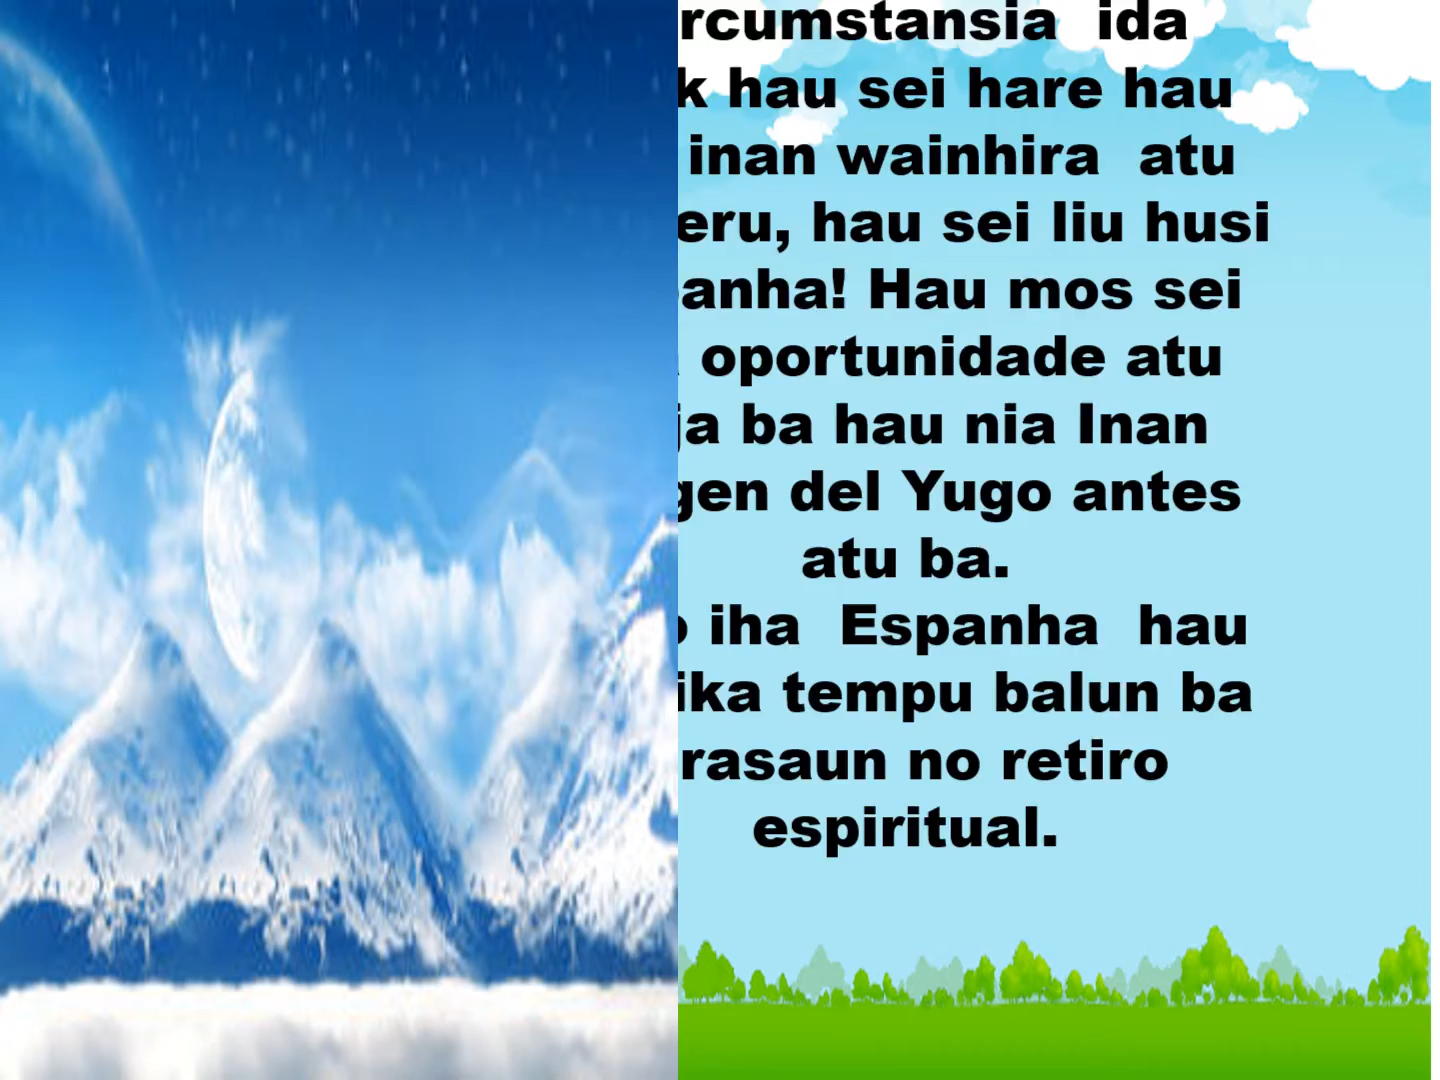 rcumstansia ida
k hau sei hare hau
inan wainhira atu
eru, hau sei liu husi
anha! Hau mos sei
oportunidade atu
ja ba hau nia Inan
gen del Yugo antes
atu ba.
iha Espanha hau
ika tempu balun ba
rasaun no retiro
espiritual.